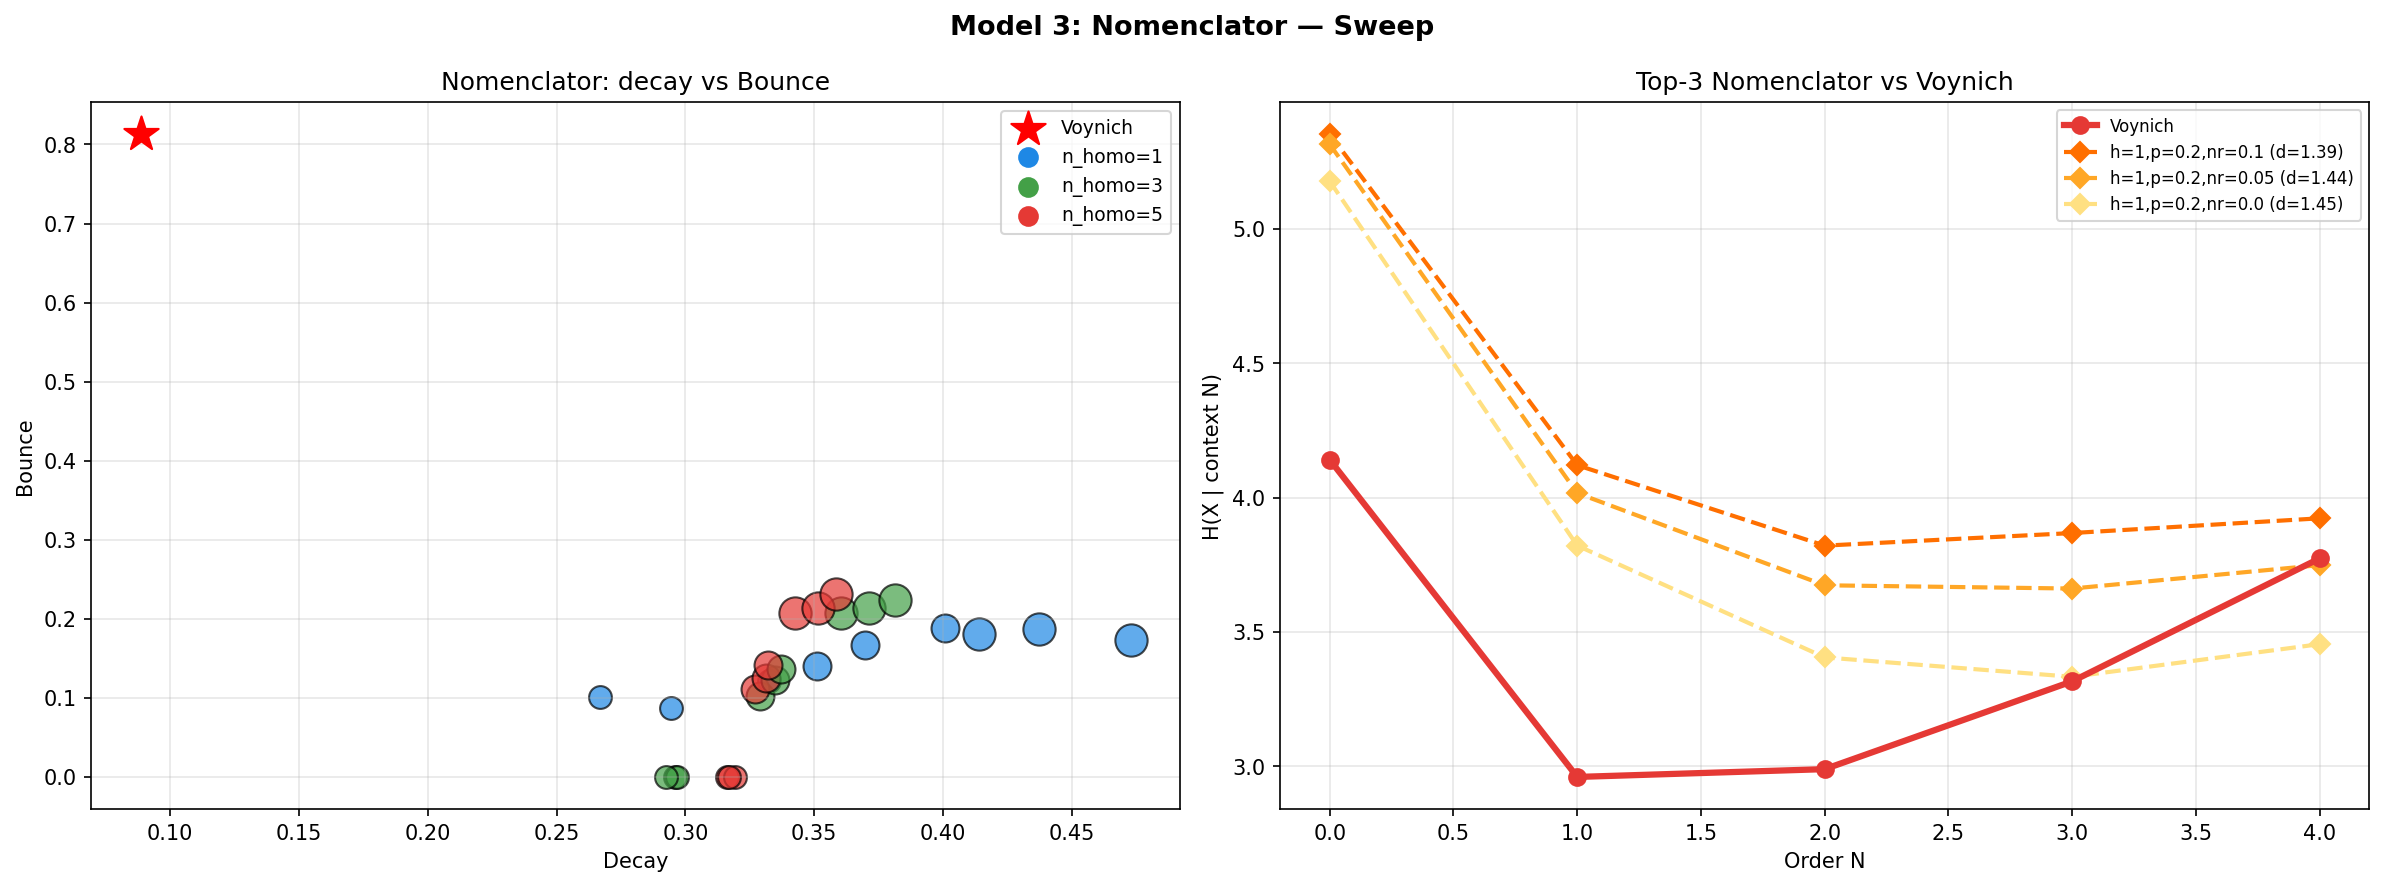 Model 3: Nomenclator — Sweep
Nomenclator: decay vs Bounce
Bounce
0.8
0.7
0.6
0.5
0.4
0.3
0.2
0.1
0.0
Voynich
n_homo=1
n_homo=3
n_homo=5
0.10 0.15 0.20 0.25 0.30 0.35 0.40 0.45
Decay
Top-3 Nomenclator vs Voynich
H(X | context N)
5.0
4.5
4.0
3.5
3.0
Voynich
h=1,p=0.2,nr=0.1 (d=1.39)
h=1,p=0.2,nr=0.05 (d=1.44)
h=1,p=0.2,nr=0.0 (d=1.45)
0.0 0.5 1.0 1.5 2.0 2.5 3.0 3.5 4.0
Order N